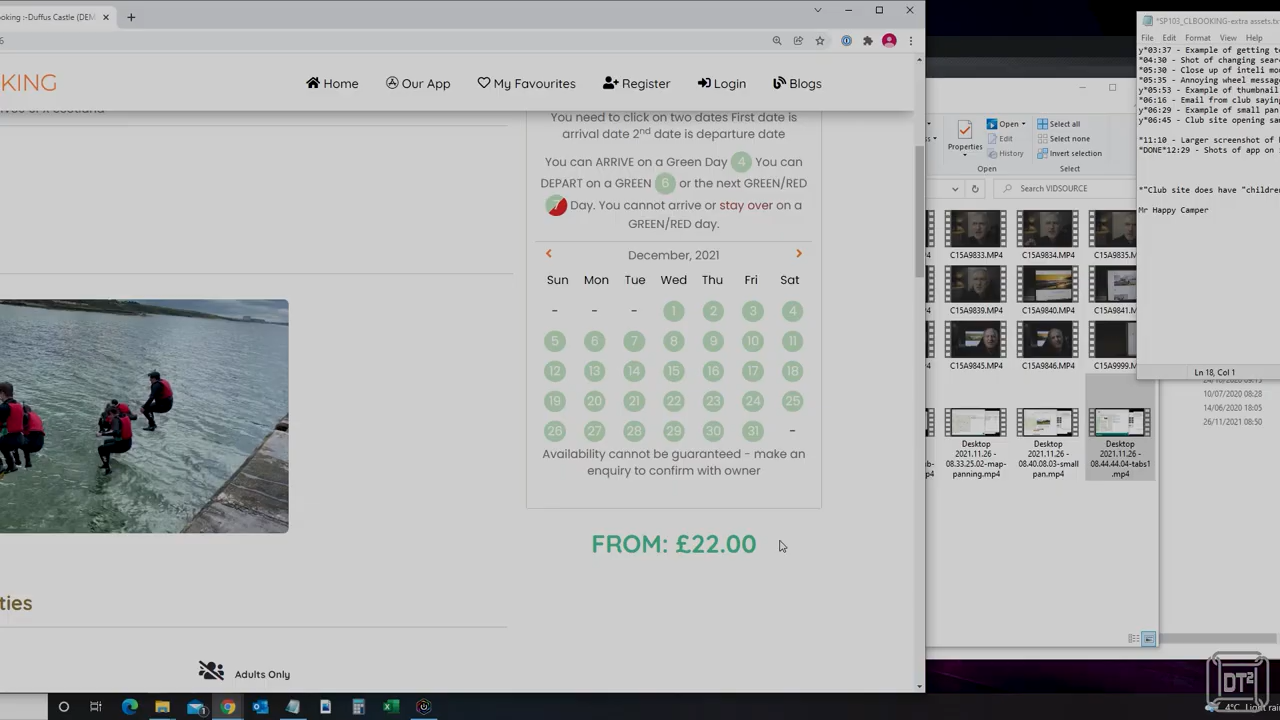 ooking :-Duffus Castle (DEM
OKING
Home
Our App
My Favourites
Register
Login
Blogs
You need to click on two dates First date is
arrival date 2nd date is departure date
You can ARRIVE on a Green Day 4 You can
DEPART on a GREEN 6 or the next GREEN/RED
7 Day. You cannot arrive or stay over on a
GREEN/RED day.
December, 2021
Sun Mon Tue Wed Thu Fri Sat
- - - 1 2 3 4
5 6 7 8 9 10 11
12 13 14 15 16 17 18
19 20 21 22 23 24 25
26 27 28 29 30 31 -
Availability cannot be guaranteed - make an
enquiry to confirm with owner
FROM: £22.00
ties
Adults Only
Properties
Open
Edit
History
Open
Select all
Select none
Invert selection
Select
Search VIDSOURCE
C15A9833.MP4
C15A9834.MP4
C15A9835.MP4
C15A9839.MP4
C15A9840.MP4
C15A9841.MP4
C15A9845.MP4
C15A9846.MP4
C15A9999.MP4
Desktop
2021.11.26 -
08.33.25.02-map-
panning.mp4
Desktop
2021.11.26 -
08.40.08.03-small
pan.mp4
Desktop
2021.11.26 -
08.44.44.04-tabs1
.mp4
*SP103_CLBOOKING-extra assets.tx
File Edit Format View Help
y*03:37 - Example of getting t
*04:30 - Shot of changing sear
*05:30 - Close up of inteli mo
*05:35 - Annoying wheel messag
y*05:53 - Example of thumbnail
*06:16 - Email from club sayin
y*06:29 - Example of small pan
y*06:45 - Club site opening sa
*11:10 - Larger screenshot of
*DONE*12:29 - Shots of app on
*"Club site does have "childre
Mr Happy Camper
Ln 18, Col 1
10/07/2020 08:28
14/06/2020 18:05
26/11/2021 08:50
DT2
4°C Light rai